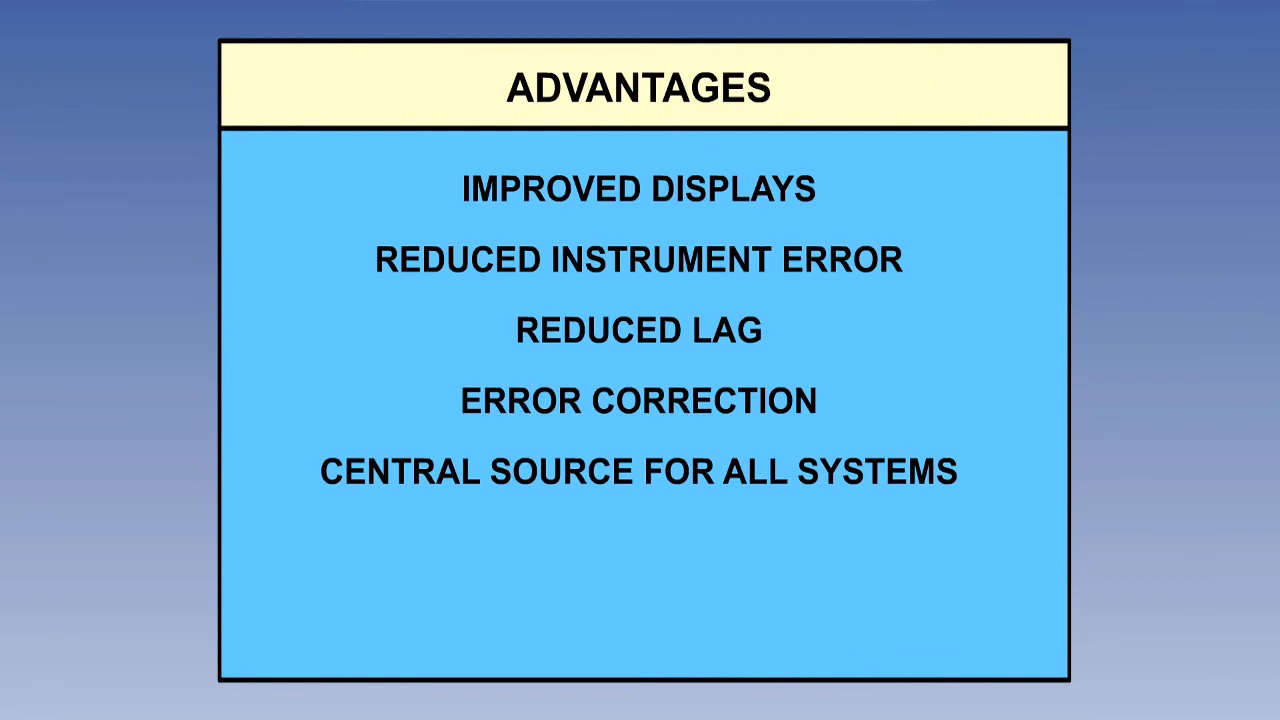 ADVANTAGES
IMPROVED DISPLAYS
REDUCED INSTRUMENT ERROR
REDUCED LAG
ERROR CORRECTION
CENTRAL SOURCE FOR ALL SYSTEMS